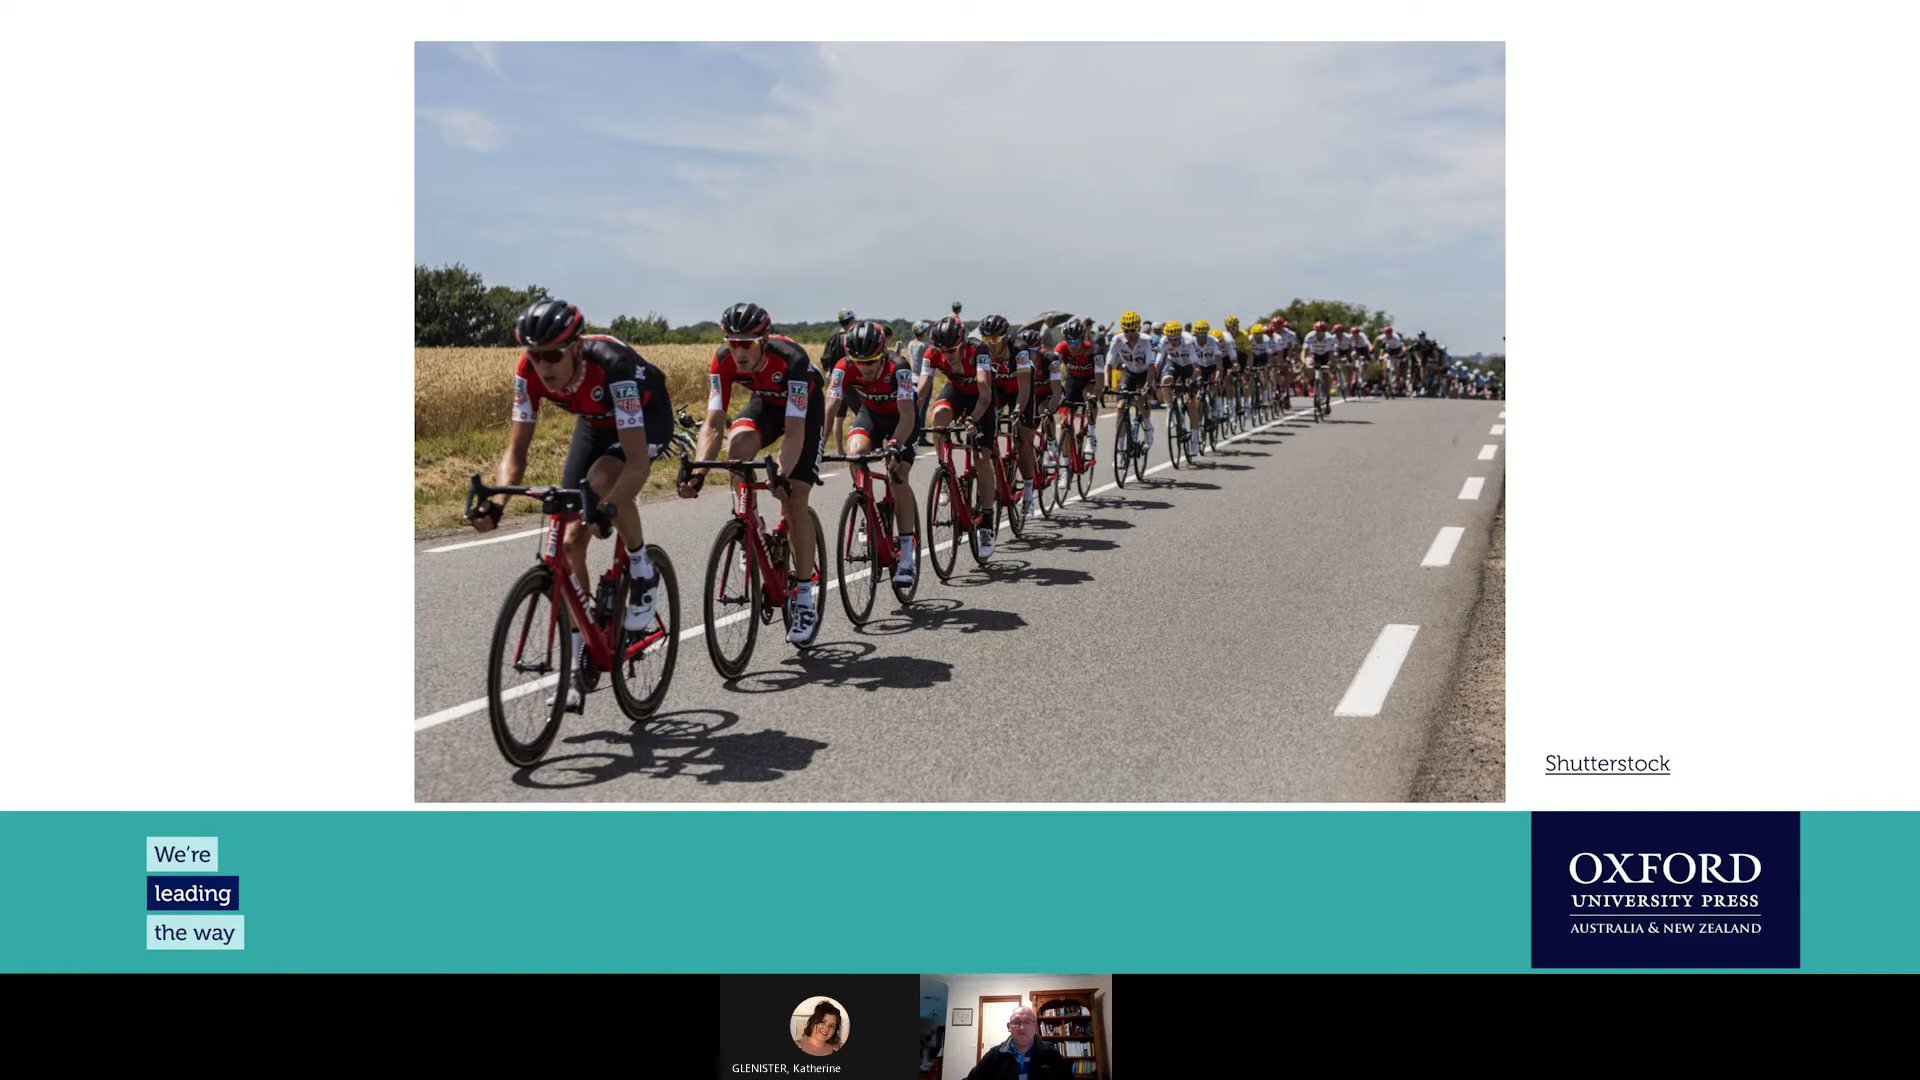 Shutterstock
We're
leading
the way
OXFORD
UNIVERSITY PRESS
AUSTRALIA & NEW ZEALAND
GLENISTER, Katherine